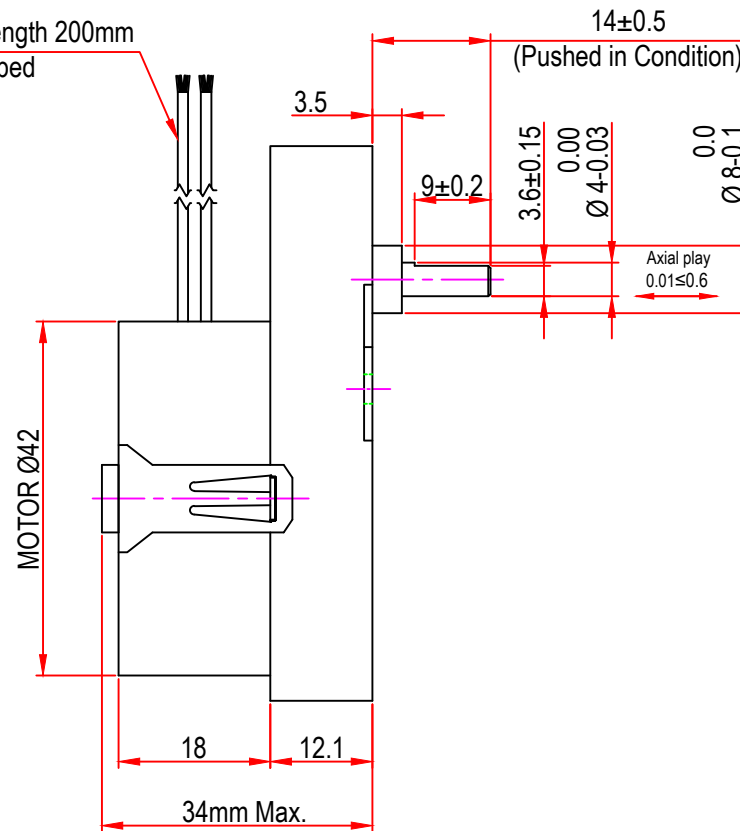 ength 200mm
ped
14±0.5
(Pushed in Condition)
3.5
9±0.2
3.6±0.15
0.00
Ø 4-0.03
0.0
Ø 8-0.1
Axial play
0.01≤0.6
MOTOR Ø42
18
12.1
34mm Max.